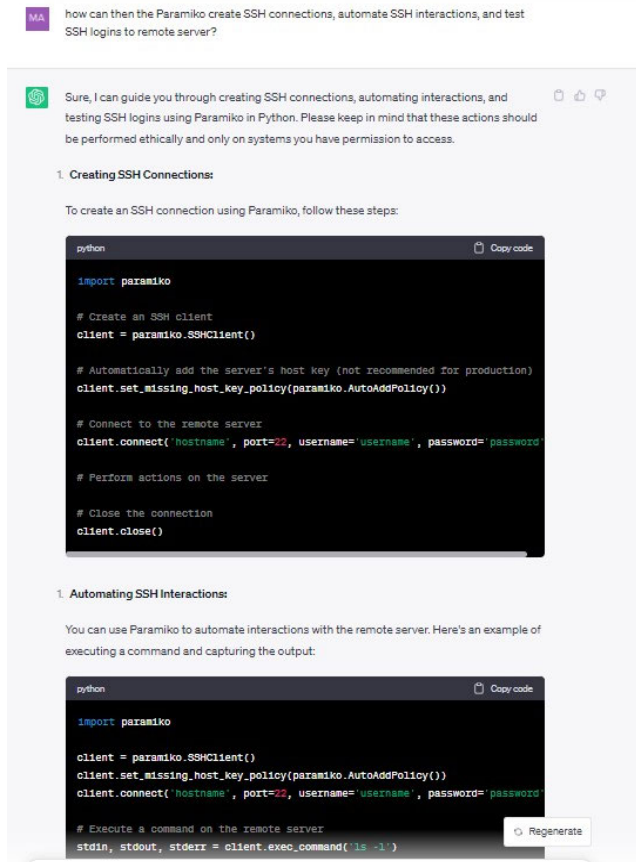 MA
how can then the Paramiko create SSH connections, automate SSH interactions, and test
SSH logins to remote server?
Sure, I can guide you through creating SSH connections, automating interactions, and
testing SSH logins using Paramiko in Python. Please keep in mind that these actions should
be performed ethically and only on systems you have permission to access.
1. Creating SSH Connections:
To create an SSH connection using Paramiko, follow these steps:
python Copy code
import paramiko
# Create an SSH client
client = paramiko.SSHClient()
# Automatically add the server's host key (not recommended for production)
client.set_missing_host_key_policy(paramiko.AutoAddPolicy())
# Connect to the remote server
client.connect('hostname', port=22, username='username', password='password'
# Perform actions on the server
# Close the connection
client.close()
1. Automating SSH Interactions:
You can use Paramiko to automate interactions with the remote server. Here's an example of
executing a command and capturing the output:
python Copy code
import paramiko
client = paramiko.SSHClient()
client.set_missing_host_key_policy(paramiko.AutoAddPolicy())
client.connect('hostname', port=22, username='username', password='password'
# Execute a command on the remote server
Regenerate
stdin, stdout, stderr = client.exec_command('ls -l')